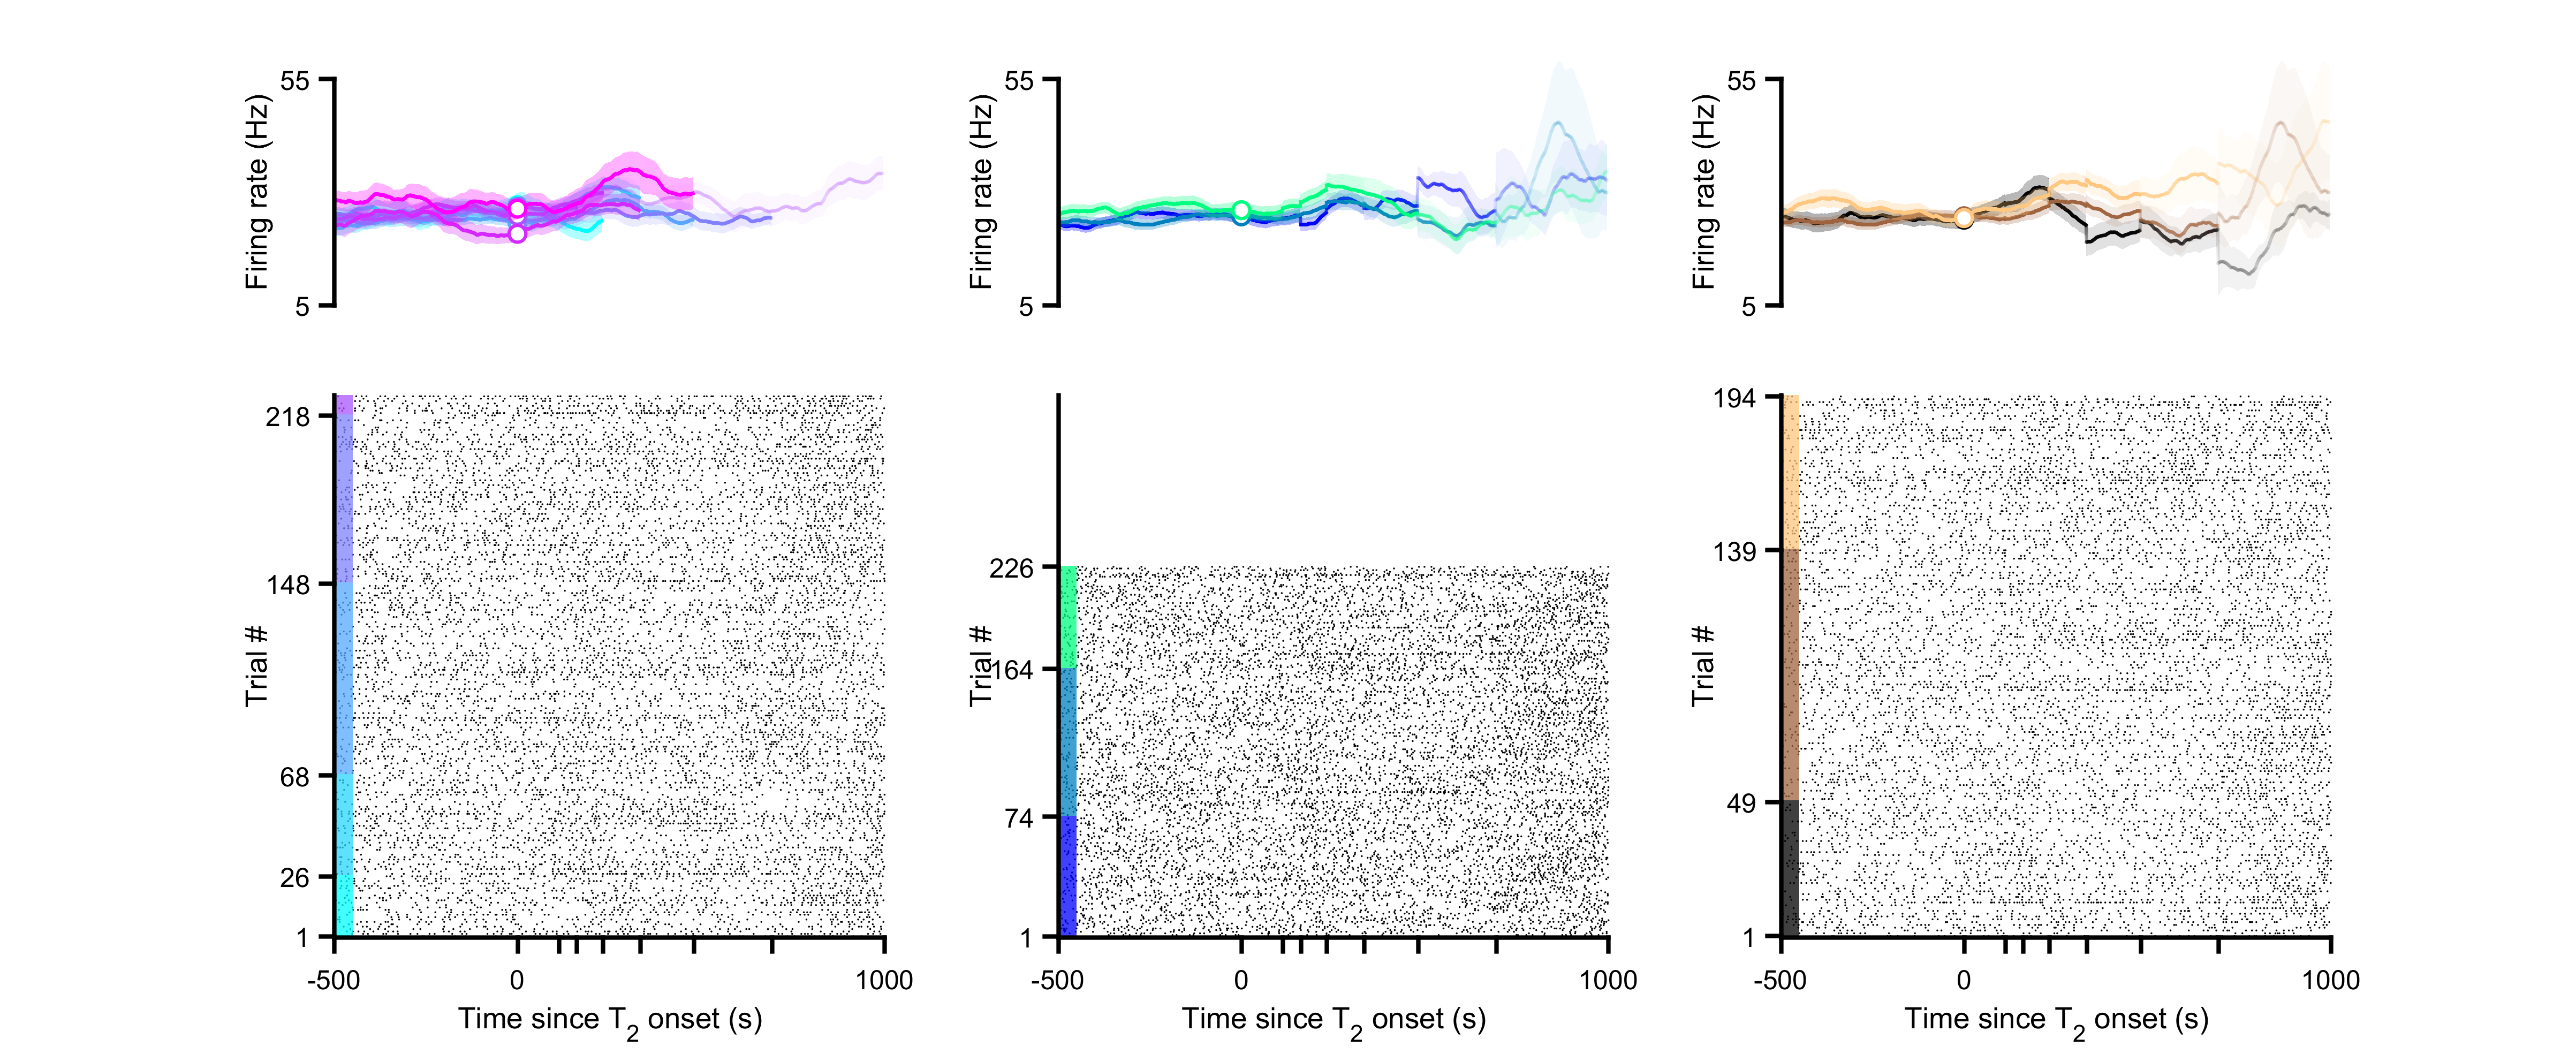 55
Firing rate (Hz)
5
55
Firing rate (Hz)
5
55
Firing rate (Hz)
5
218
148
Trial #
68
26
1
-500 0 1000
Time since T2 onset (s)
226
164
Trial #
74
1
-500 0 1000
Time since T2 onset (s)
194
139
Trial #
49
1
-500 0 1000
Time since T2 onset (s)